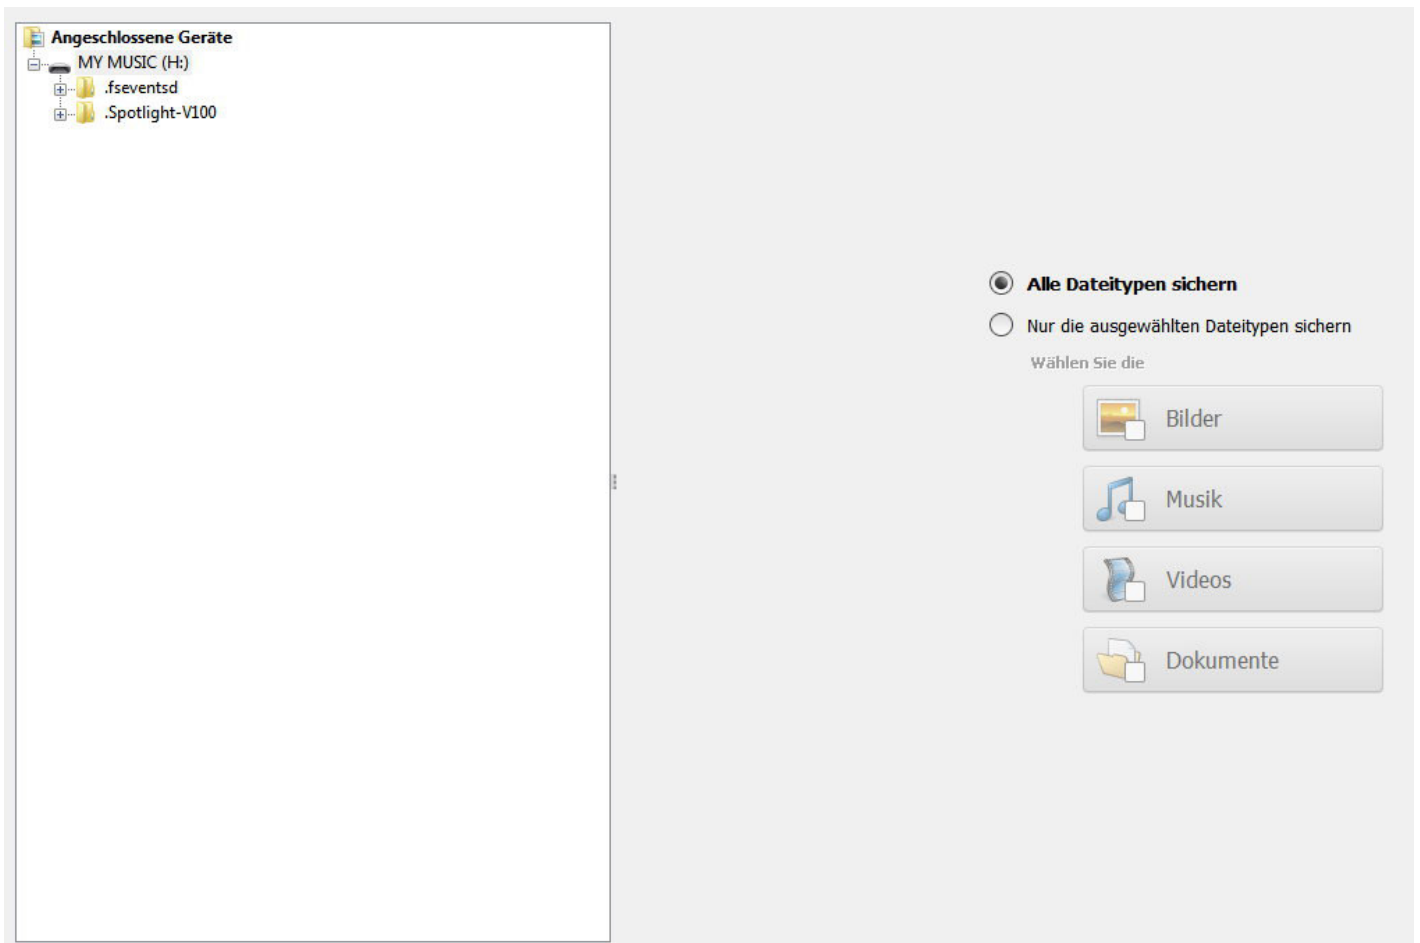 Angeschlossene Geräte
MY MUSIC (H:)
.fseventsd
.Spotlight-V100
Alle Dateitypen sichern
Nur die ausgewählten Dateitypen sichern
Wählen Sie die
Bilder
Musik
Videos
Dokumente